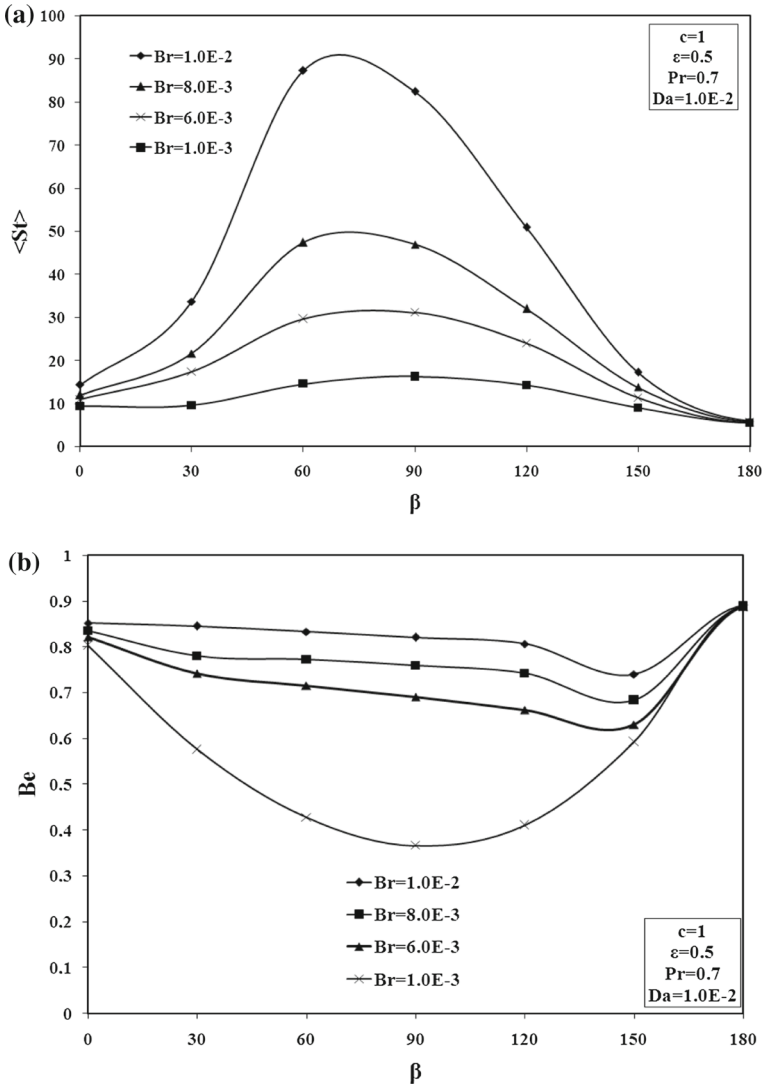 (a)
100
90
80
70
60
50
40
30
20
10
0
<St>
Br=1.0E-2
Br=8.0E-3
Br=6.0E-3
Br=1.0E-3
c=1
ε=0.5
Pr=0.7
Da=1.0E-2
0 30 60 90 120 150 180
β
(b)
1
0.9
0.8
0.7
0.6
0.5
0.4
0.3
0.2
0.1
0
Be
Br=1.0E-2
Br=8.0E-3
Br=6.0E-3
Br=1.0E-3
c=1
ε=0.5
Pr=0.7
Da=1.0E-2
0 30 60 90 120 150 180
β